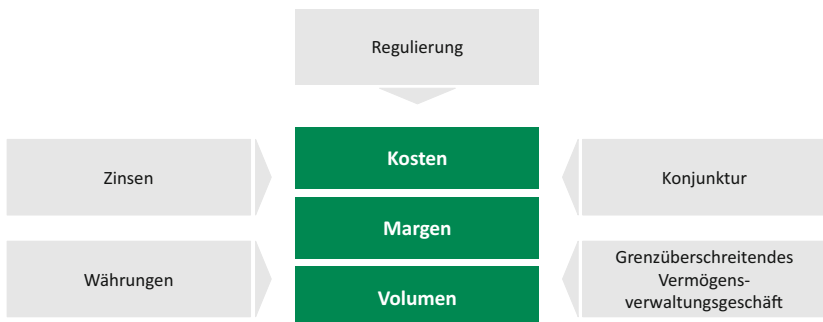 Regulierung
Kosten
Zinsen
Konjunktur
Margen
Währungen
Grenzüberschreitendes
Vermögens-
verwaltungsgeschäft
Volumen